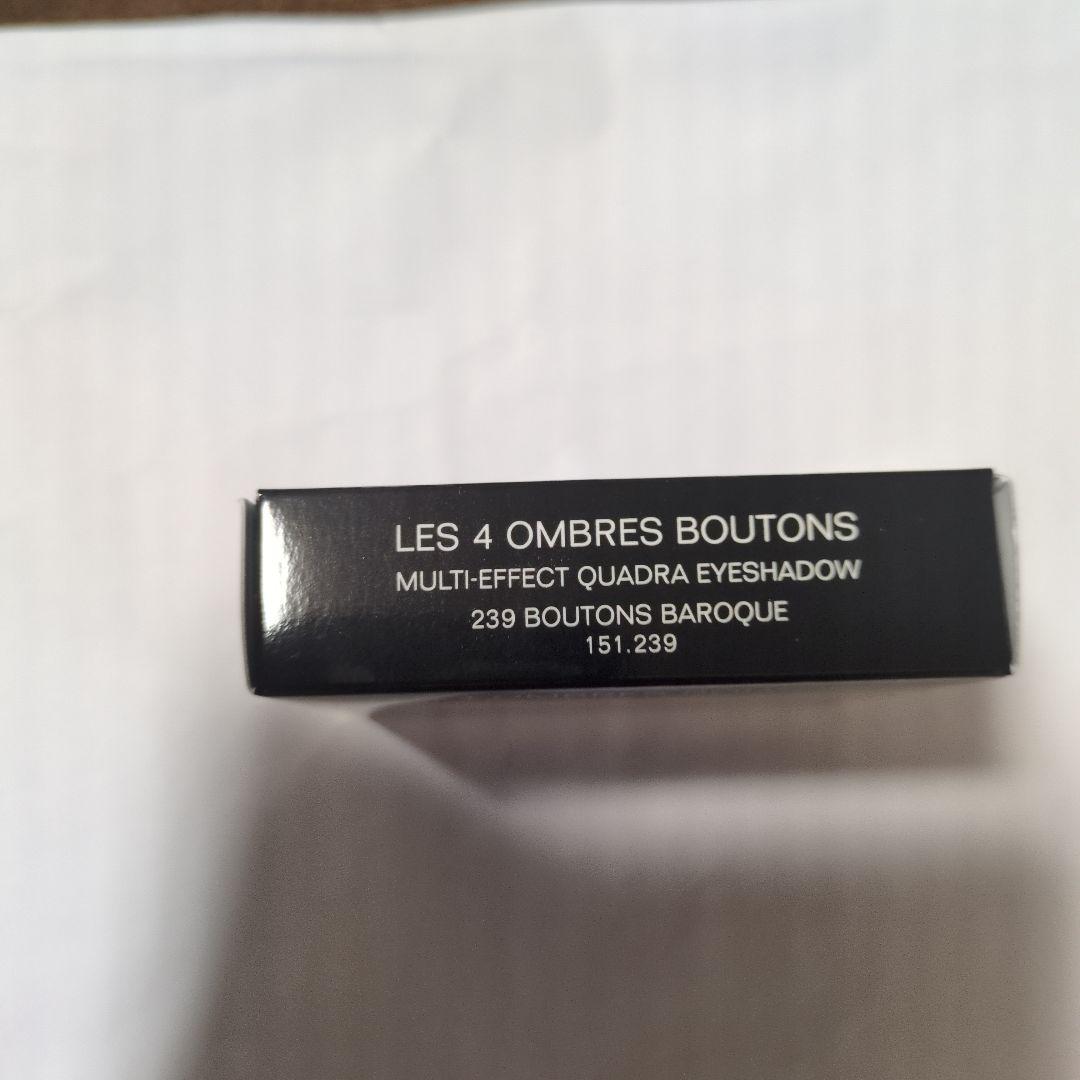 LES 4 OMBRES BOUTONS
MULTI-EFFECT QUADRA EYESHADOW
239 BOUTONS BAROQUE
151.239